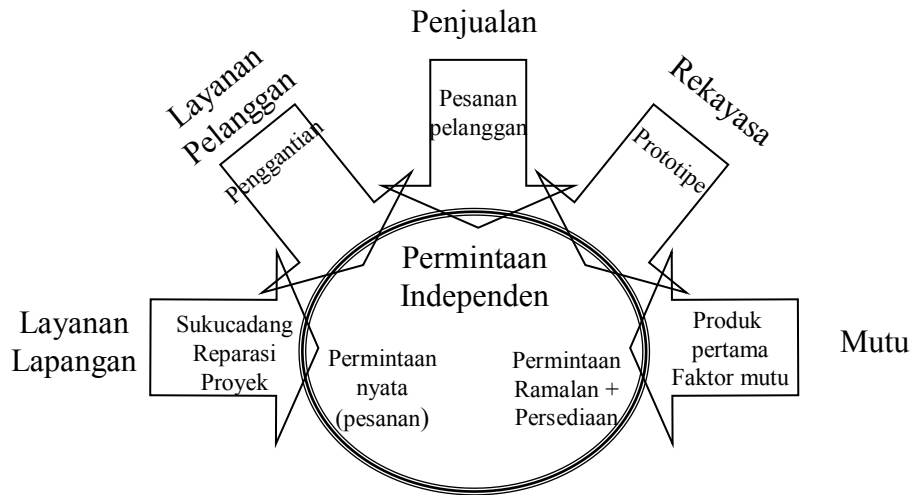 Penjualan
Pesanan
pelanggan
Layanan
Pelanggan
Penggantian
Rekayasa
Prototipe
Permintaan
Independen
Layanan
Lapangan
Sukucadang
Reparasi
Proyek
Permintaan
nyata
(pesanan)
Permintaan
Ramalan +
Persediaan
Produk
pertama
Faktor mutu
Mutu